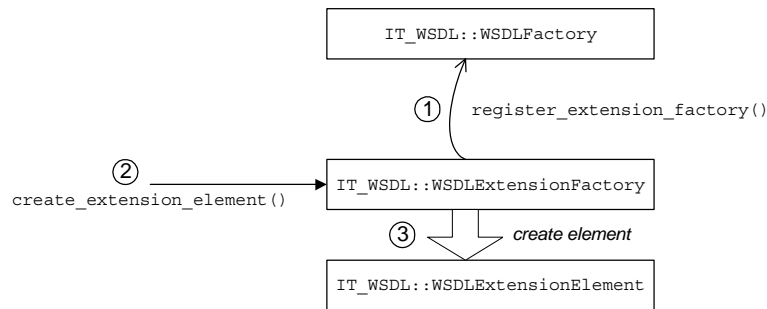 IT_WSDL::WSDLFactory
1
register_extension_factory()
2
create_extension_element()
IT_WSDL::WSDLExtensionFactory
3
create element
IT_WSDL::WSDLExtensionElement